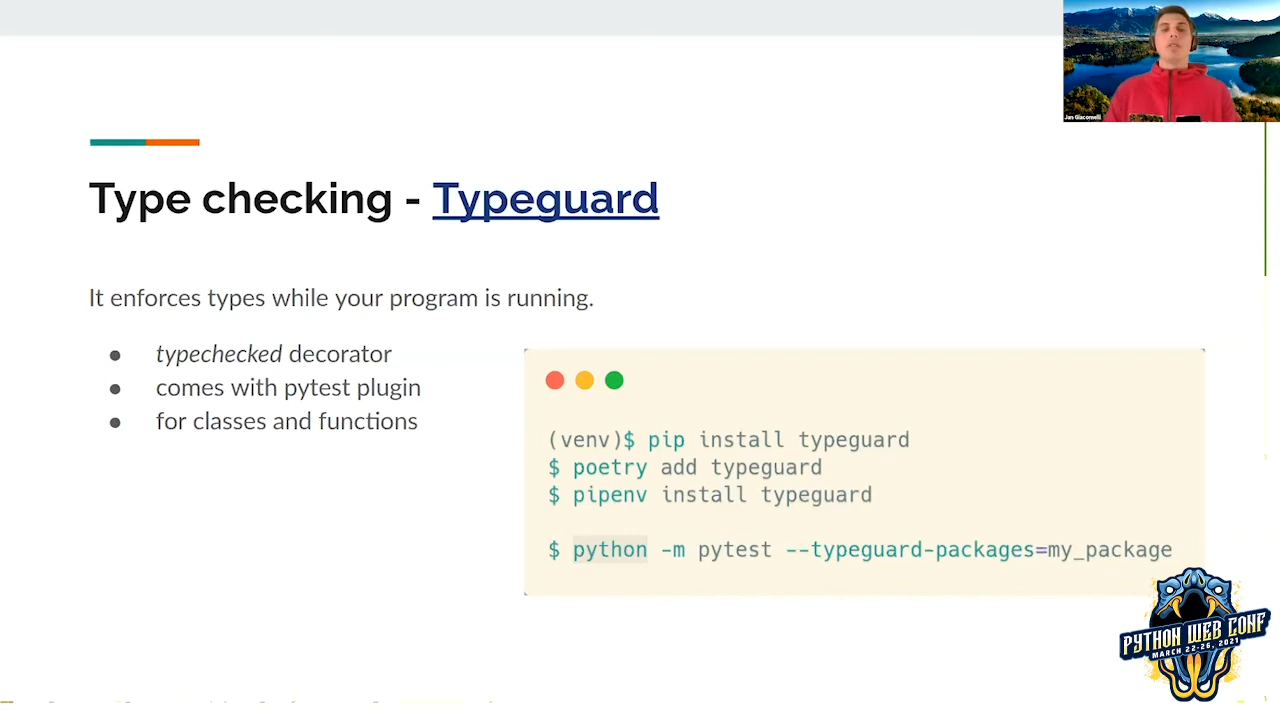 Jan Giacomelli
Type checking - Typeguard
It enforces types while your program is running.
● typechecked decorator
● comes with pytest plugin
● for classes and functions
(venv)$ pip install typeguard
$ poetry add typeguard
$ pipenv install typeguard
$ python -m pytest --typeguard-packages=my_package
PYTHON WEB CONF
MARCH 22-26, 2021